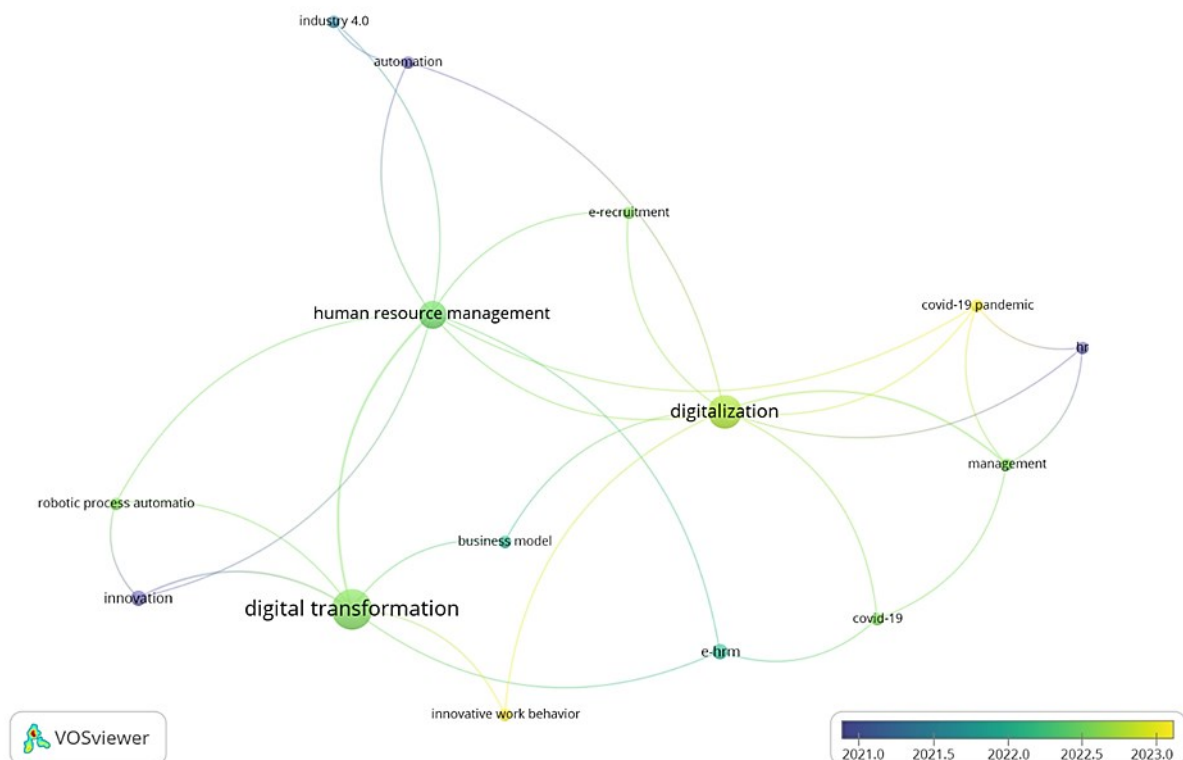 industry 4.0
automation
e-recruitment
covid-19 pandemic
human resource management
hr
digitalization
management
robotic process automatio
business model
innovation
digital transformation
covid-19
e-hrm
innovative work behavior
VOSviewer
2021.0 2021.5 2022.0 2022.5 2023.0